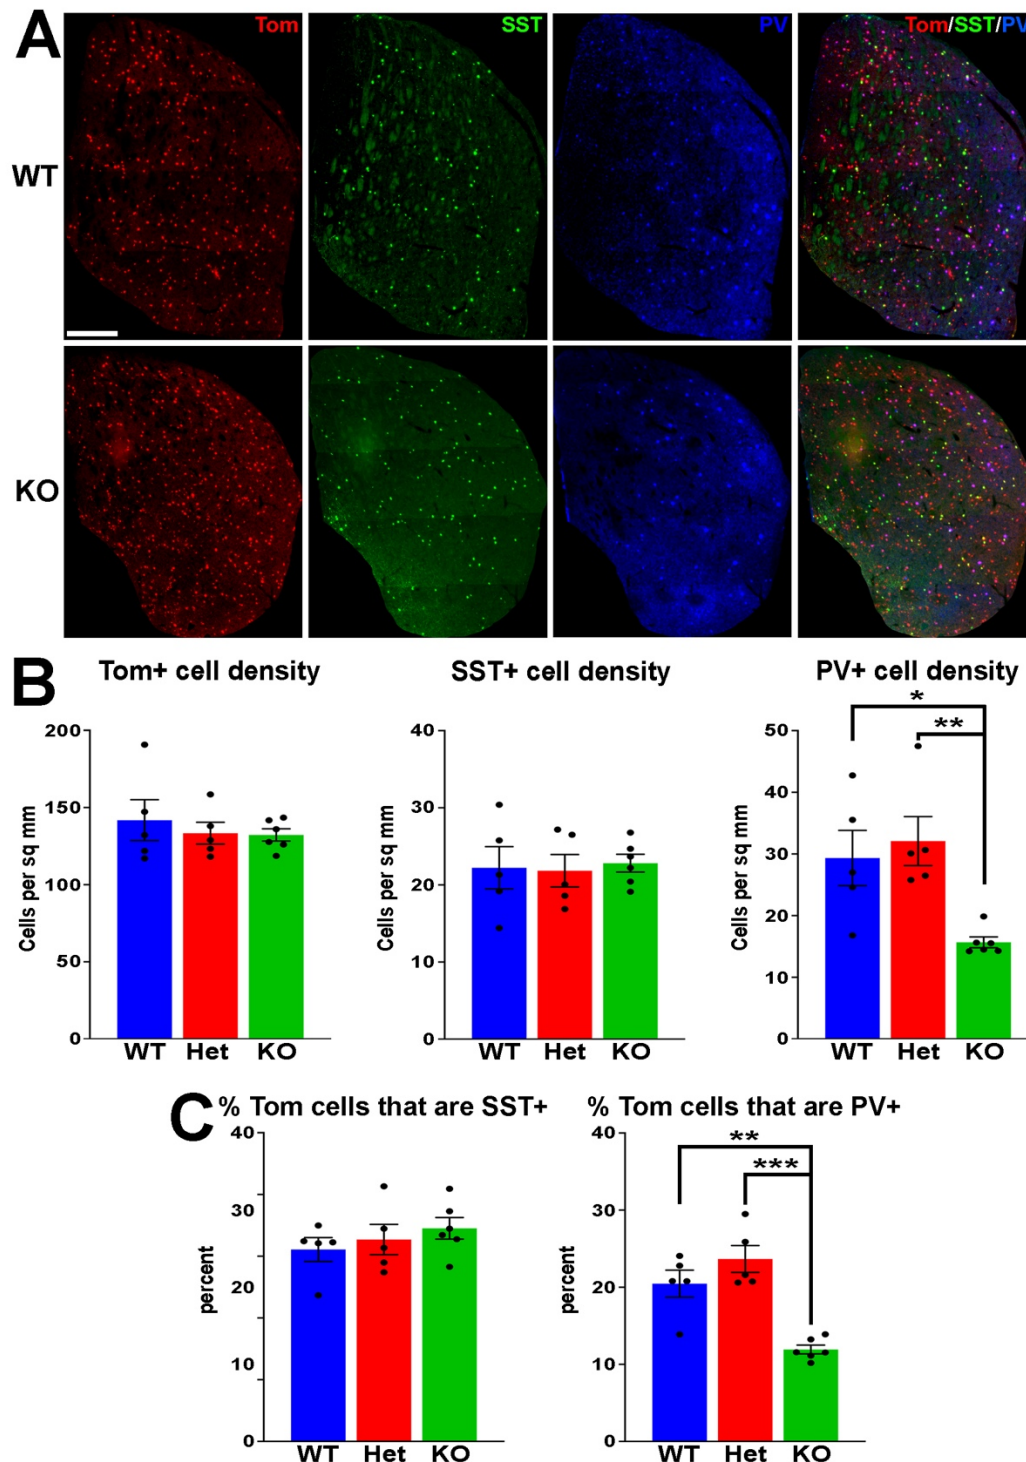 A
Tom
SST
PV
Tom/SST/PV
WT
KO
B
Tom+ cell density
SST+ cell density
PV+ cell density
Cells per sq mm
200
150
100
50
0
WT Het KO
Cells per sq mm
40
30
20
10
0
WT Het KO
Cells per sq mm
50
40
30
20
10
0
*
**
WT Het KO
C
% Tom cells that are SST+
% Tom cells that are PV+
percent
40
30
20
10
0
WT Het KO
percent
40
30
20
10
0
**
***
WT Het KO